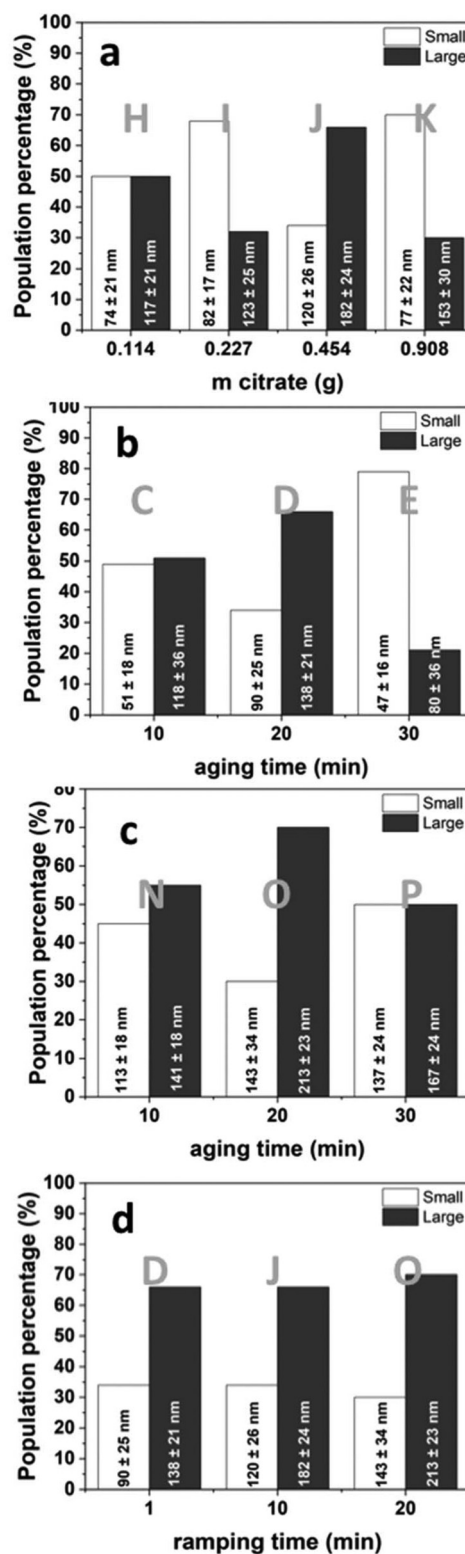 100
90
80
70
60
50
40
30
20
10
0
Population percentage (%)
a
Small
Large
H
I
J
K
74 ± 21 nm
117 ± 21 nm
82 ± 17 nm
123 ± 25 nm
120 ± 26 nm
182 ± 24 nm
77 ± 22 nm
153 ± 30 nm
0.114 0.227 0.454 0.908
m citrate (g)
100
90
80
70
60
50
40
30
20
10
0
Population percentage (%)
b
Small
Large
C
D
E
51 ± 18 nm
118 ± 36 nm
90 ± 25 nm
138 ± 21 nm
47 ± 16 nm
80 ± 36 nm
10 20 30
aging time (min)
80
70
60
50
40
30
20
10
0
Population percentage (%)
c
Small
Large
N
O
P
113 ± 18 nm
141 ± 18 nm
143 ± 34 nm
213 ± 23 nm
137 ± 24 nm
167 ± 24 nm
10 20 30
aging time (min)
100
90
80
70
60
50
40
30
20
10
0
Population percentage (%)
d
Small
Large
D
J
O
90 ± 25 nm
138 ± 21 nm
120 ± 26 nm
182 ± 24 nm
143 ± 34 nm
213 ± 23 nm
1 10 20
ramping time (min)